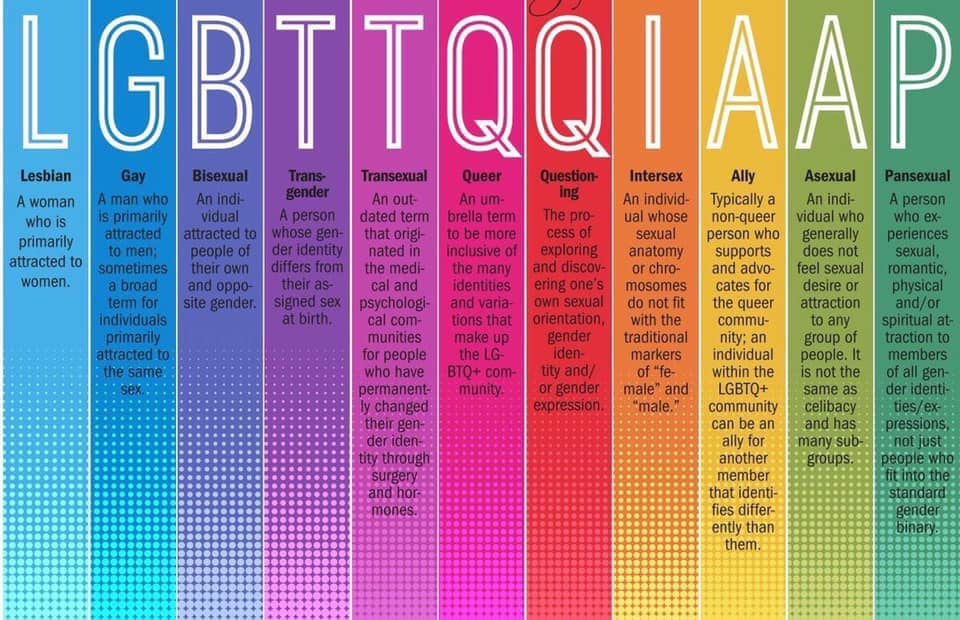 L
Lesbian
A woman
who is
primarily
attracted to
women.
G
Gay
A man who
is primarily
attracted
to men;
sometimes
a broad
term for
individuals
primarily
attracted to
the same
sex.
B
Bisexual
An indi-
vidual
attracted to
people of
their own
and oppo-
site gender.
T
Trans-
gender
A person
whose gen-
der identity
differs from
their as-
signed sex
at birth.
T
Transexual
An out-
dated term
that origi-
nated in
the medi-
cal and
psychologi-
cal com-
munities
for people
who have
permanent-
ly changed
their gen-
der iden-
tity through
surgery
and hor-
mones.
Q
Queer
An um-
brella term
to be more
inclusive of
the many
identities
and varia-
tions that
make up
the LG-
BTQ+ com-
munity.
Q
Question-
ing
The pro-
cess of
exploring
and discov-
ering one's
own sexual
orientation,
gender
iden-
tity and/
or gender
expression.
I
Intersex
An individ-
ual whose
sexual
anatomy
or chro-
mosomes
do not fit
with the
traditional
markers
of “fe-
male” and
“male.”
A
Ally
Typically a
non-queer
person who
supports
and advo-
cates for
the queer
commu-
nity; an
individual
within the
LGBTQ+
community
can be an
ally for
another
member
that identi-
fies differ-
ently than
them.
A
Asexual
An indi-
vidual who
generally
does not
feel sexual
desire or
attraction
to any
group of
people. It
is not the
same as
celibacy
and has
many sub-
groups.
P
Pansexual
A person
who ex-
periences
sexual,
romantic,
physical
and/or
spiritual at-
traction to
members
of all gen-
der identi-
ties/ex-
pressions,
not just
people who
fit into the
standard
gender
binary.